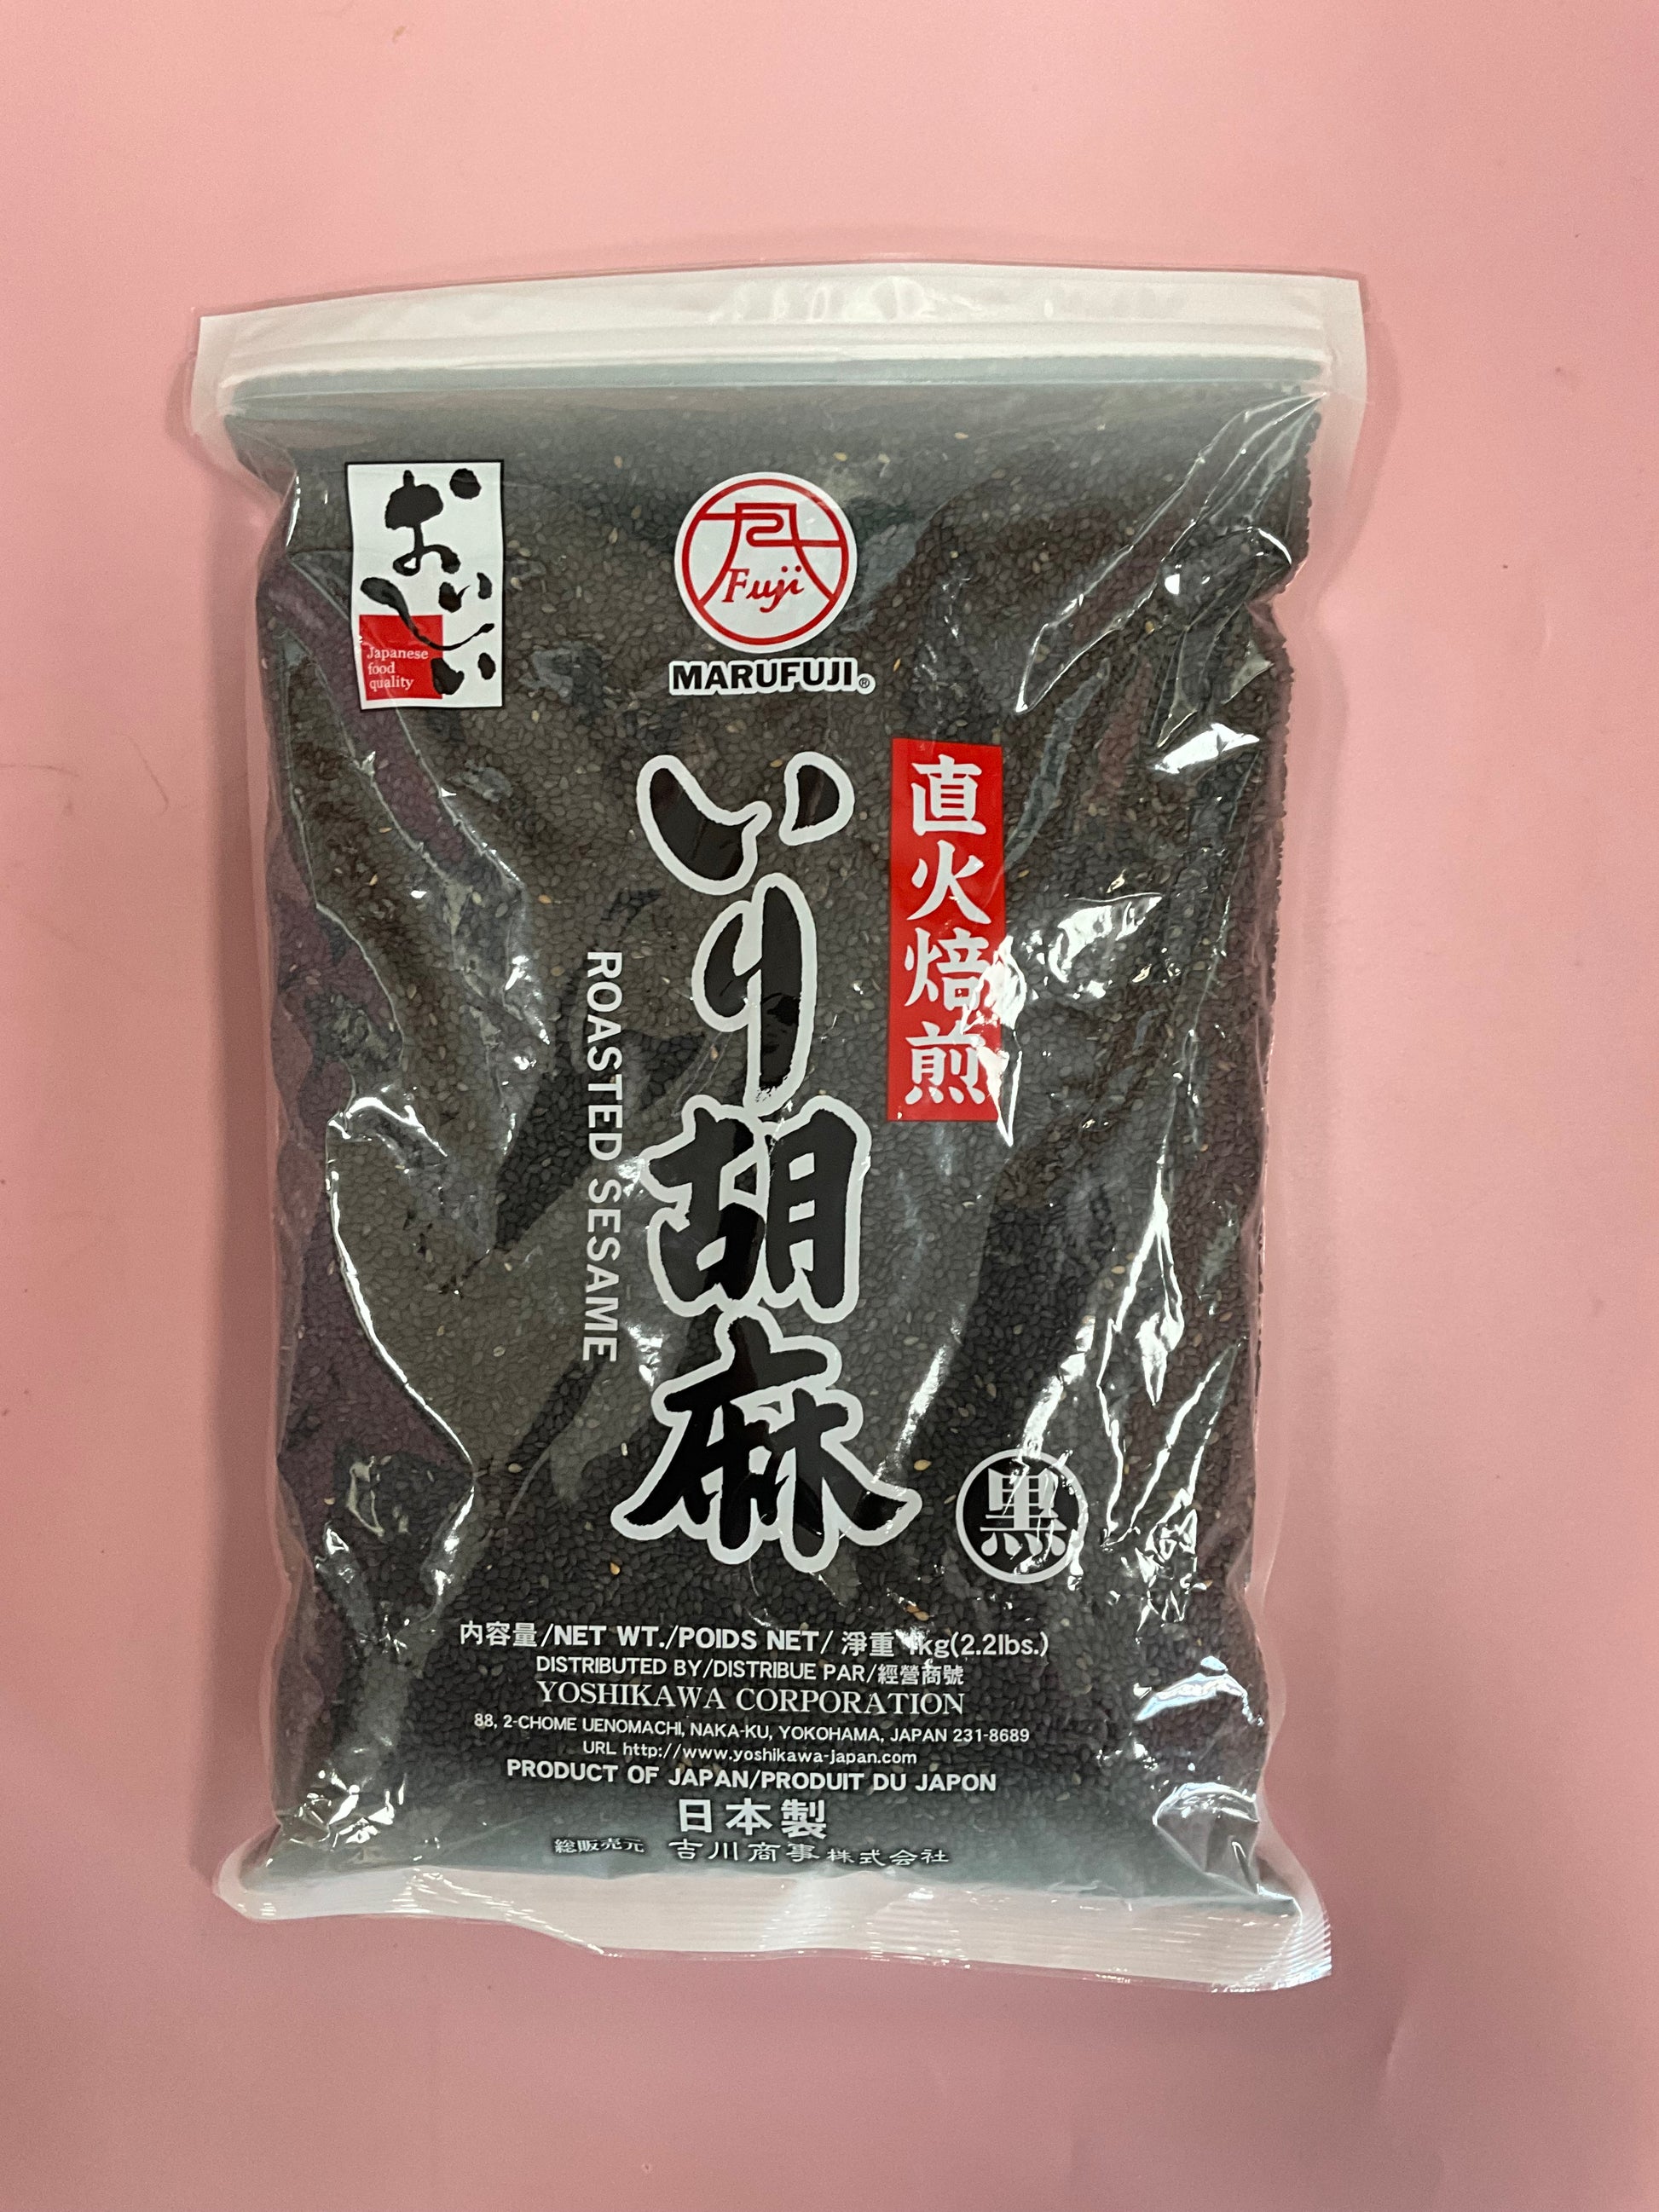 おいしい
Japanese
food
quality
Fuji
MARUFUJI®
直火焙煎
いり胡麻
ROASTED SESAME
黒
内容量/NET WT./POIDS NET/ 淨重 1kg(2.2lbs.)
DISTRIBUTED BY/DISTRIBUE PAR/經營商號
YOSHIKAWA CORPORATION
88, 2-CHOME UENOMACHI, NAKA-KU, YOKOHAMA, JAPAN 231-8689
URL http://www.yoshikawa-japan.com
PRODUCT OF JAPAN/PRODUIT DU JAPON
日本製
総販売元 吉川商事株式会社